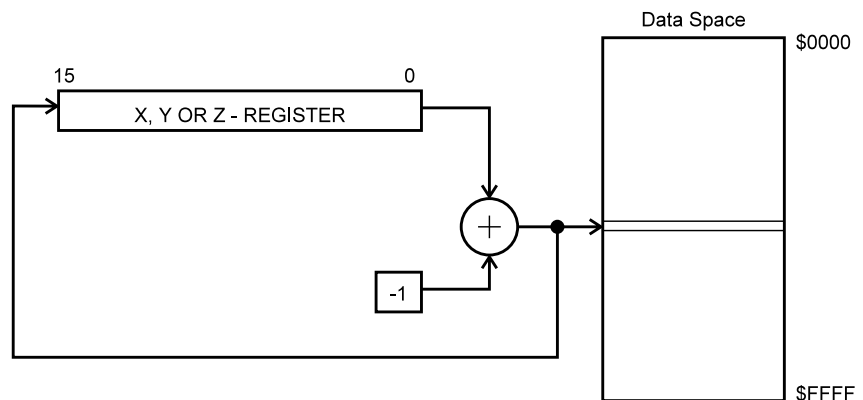 Data Space
$0000
15
0
X, Y OR Z - REGISTER
+
-1
$FFFF